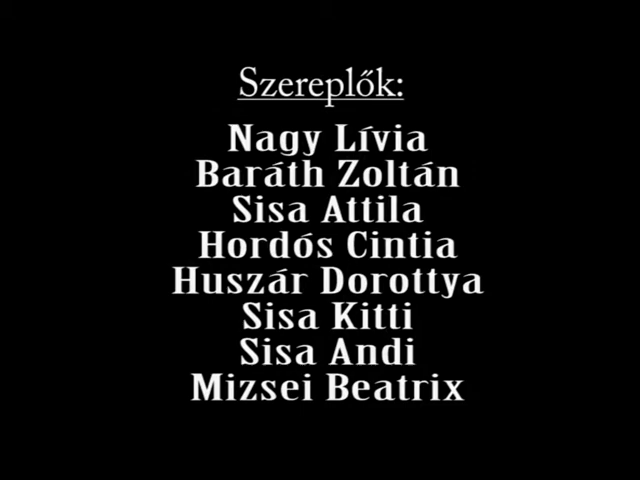 Szereplők:
Nagy Lívia
Baráth Zoltán
Sisa Attila
Hordós Cintia
Huszár Dorottya
Sisa Kitti
Sisa Andi
Mizsei Beatrix